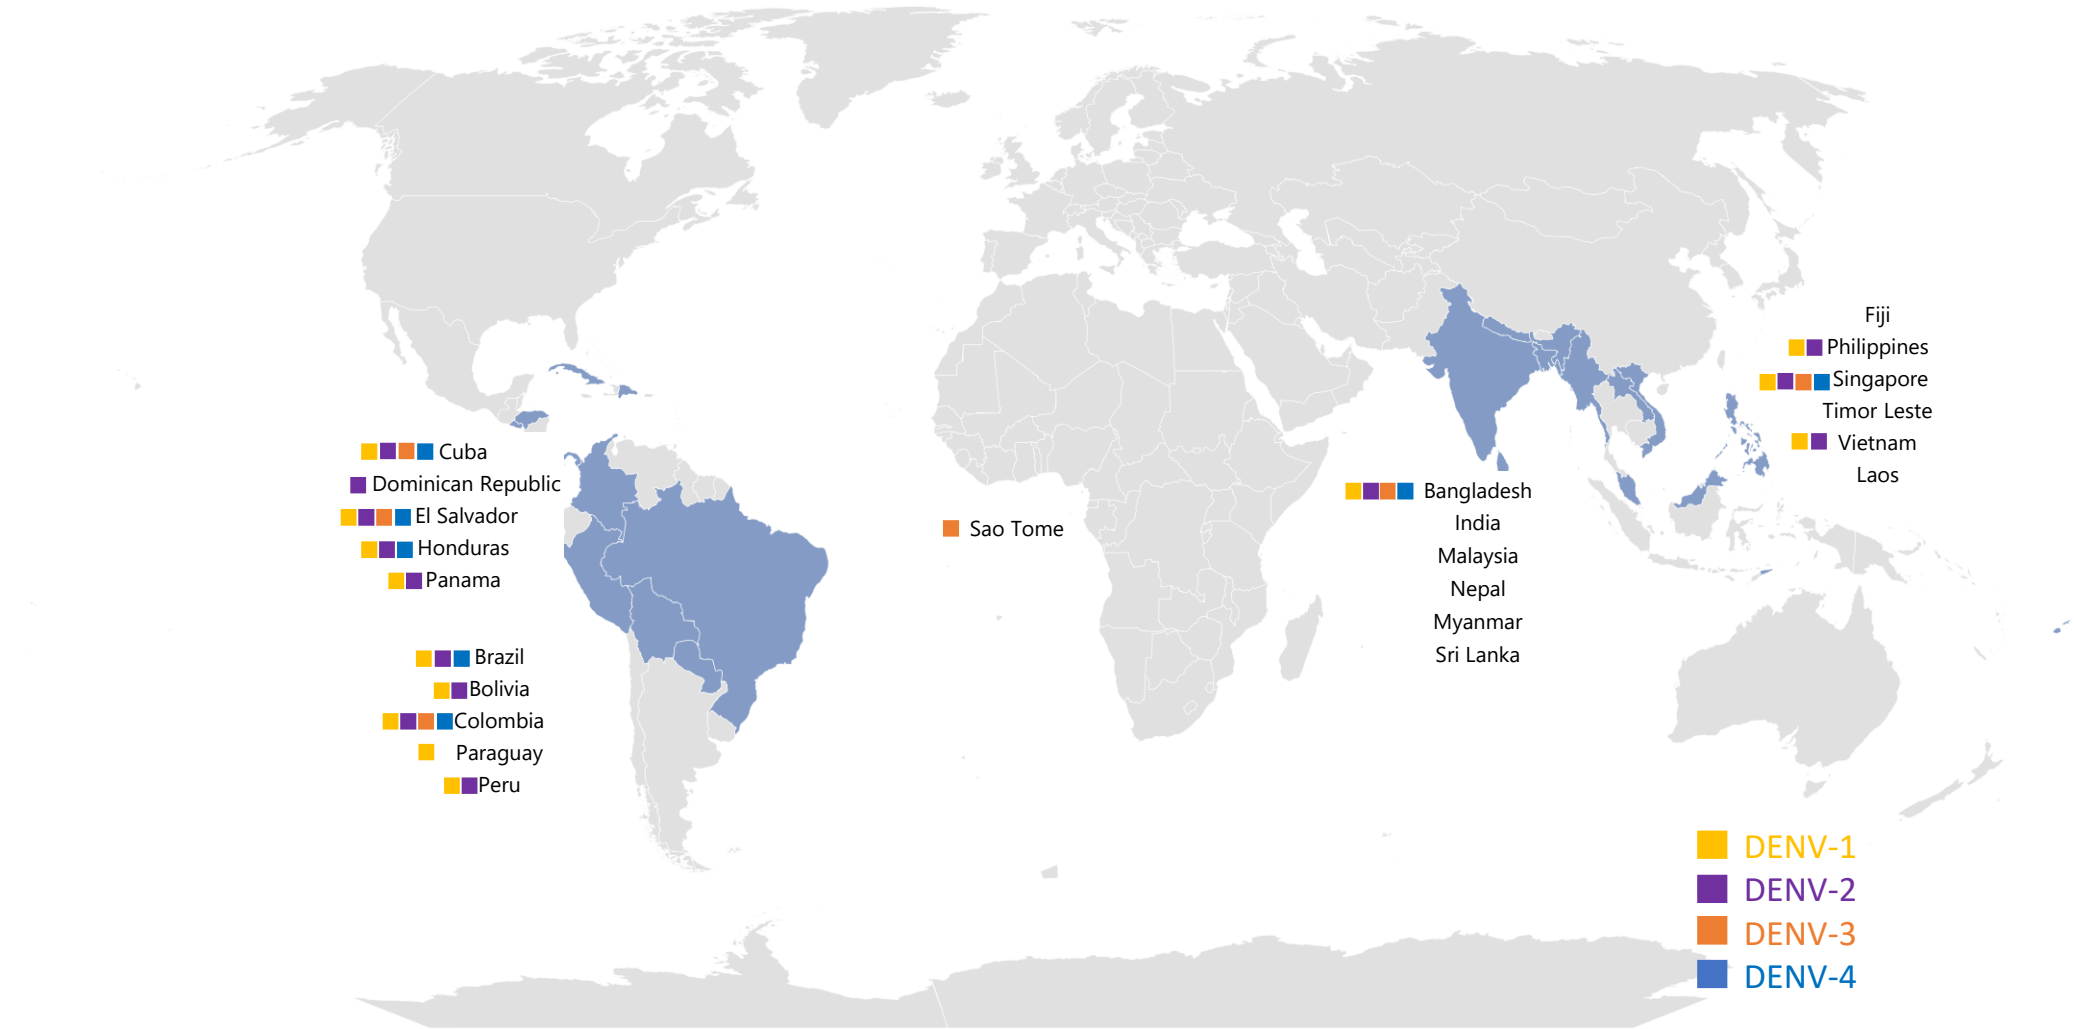 Cuba
Dominican Republic
El Salvador
Honduras
Panama
Brazil
Bolivia
Colombia
Paraguay
Peru
Sao Tome
Bangladesh
India
Malaysia
Nepal
Myanmar
Sri Lanka
Fiji
Philippines
Singapore
Timor Leste
Vietnam
Laos
DENV-1
DENV-2
DENV-3
DENV-4